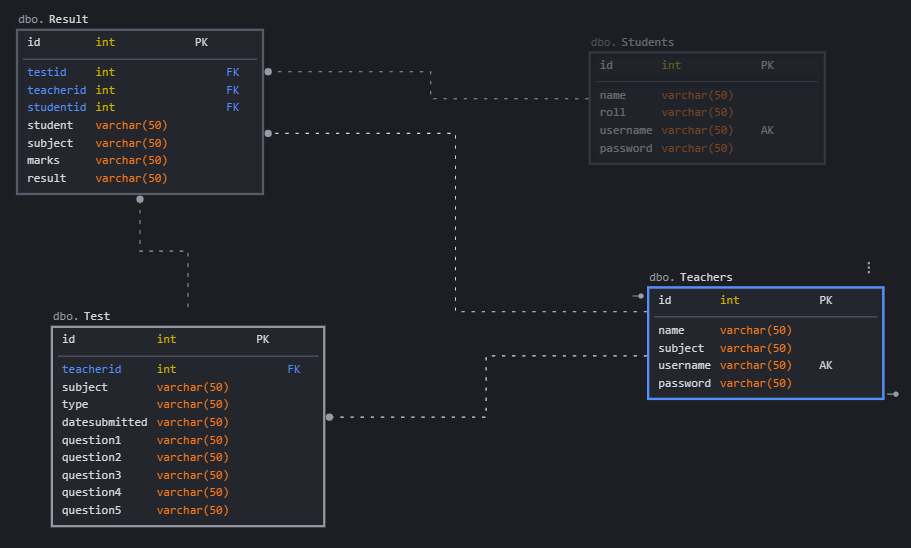 dbo. Result
id int PK
testid int FK
teacherid int FK
studentid int FK
student varchar(50)
subject varchar(50)
marks varchar(50)
result varchar(50)
dbo. Students
id int PK
name varchar(50)
roll varchar(50)
username varchar(50) AK
password varchar(50)
dbo. Teachers
id int PK
name varchar(50)
subject varchar(50)
username varchar(50) AK
password varchar(50)
dbo. Test
id int PK
teacherid int FK
subject varchar(50)
type varchar(50)
datesubmitted varchar(50)
question1 varchar(50)
question2 varchar(50)
question3 varchar(50)
question4 varchar(50)
question5 varchar(50)